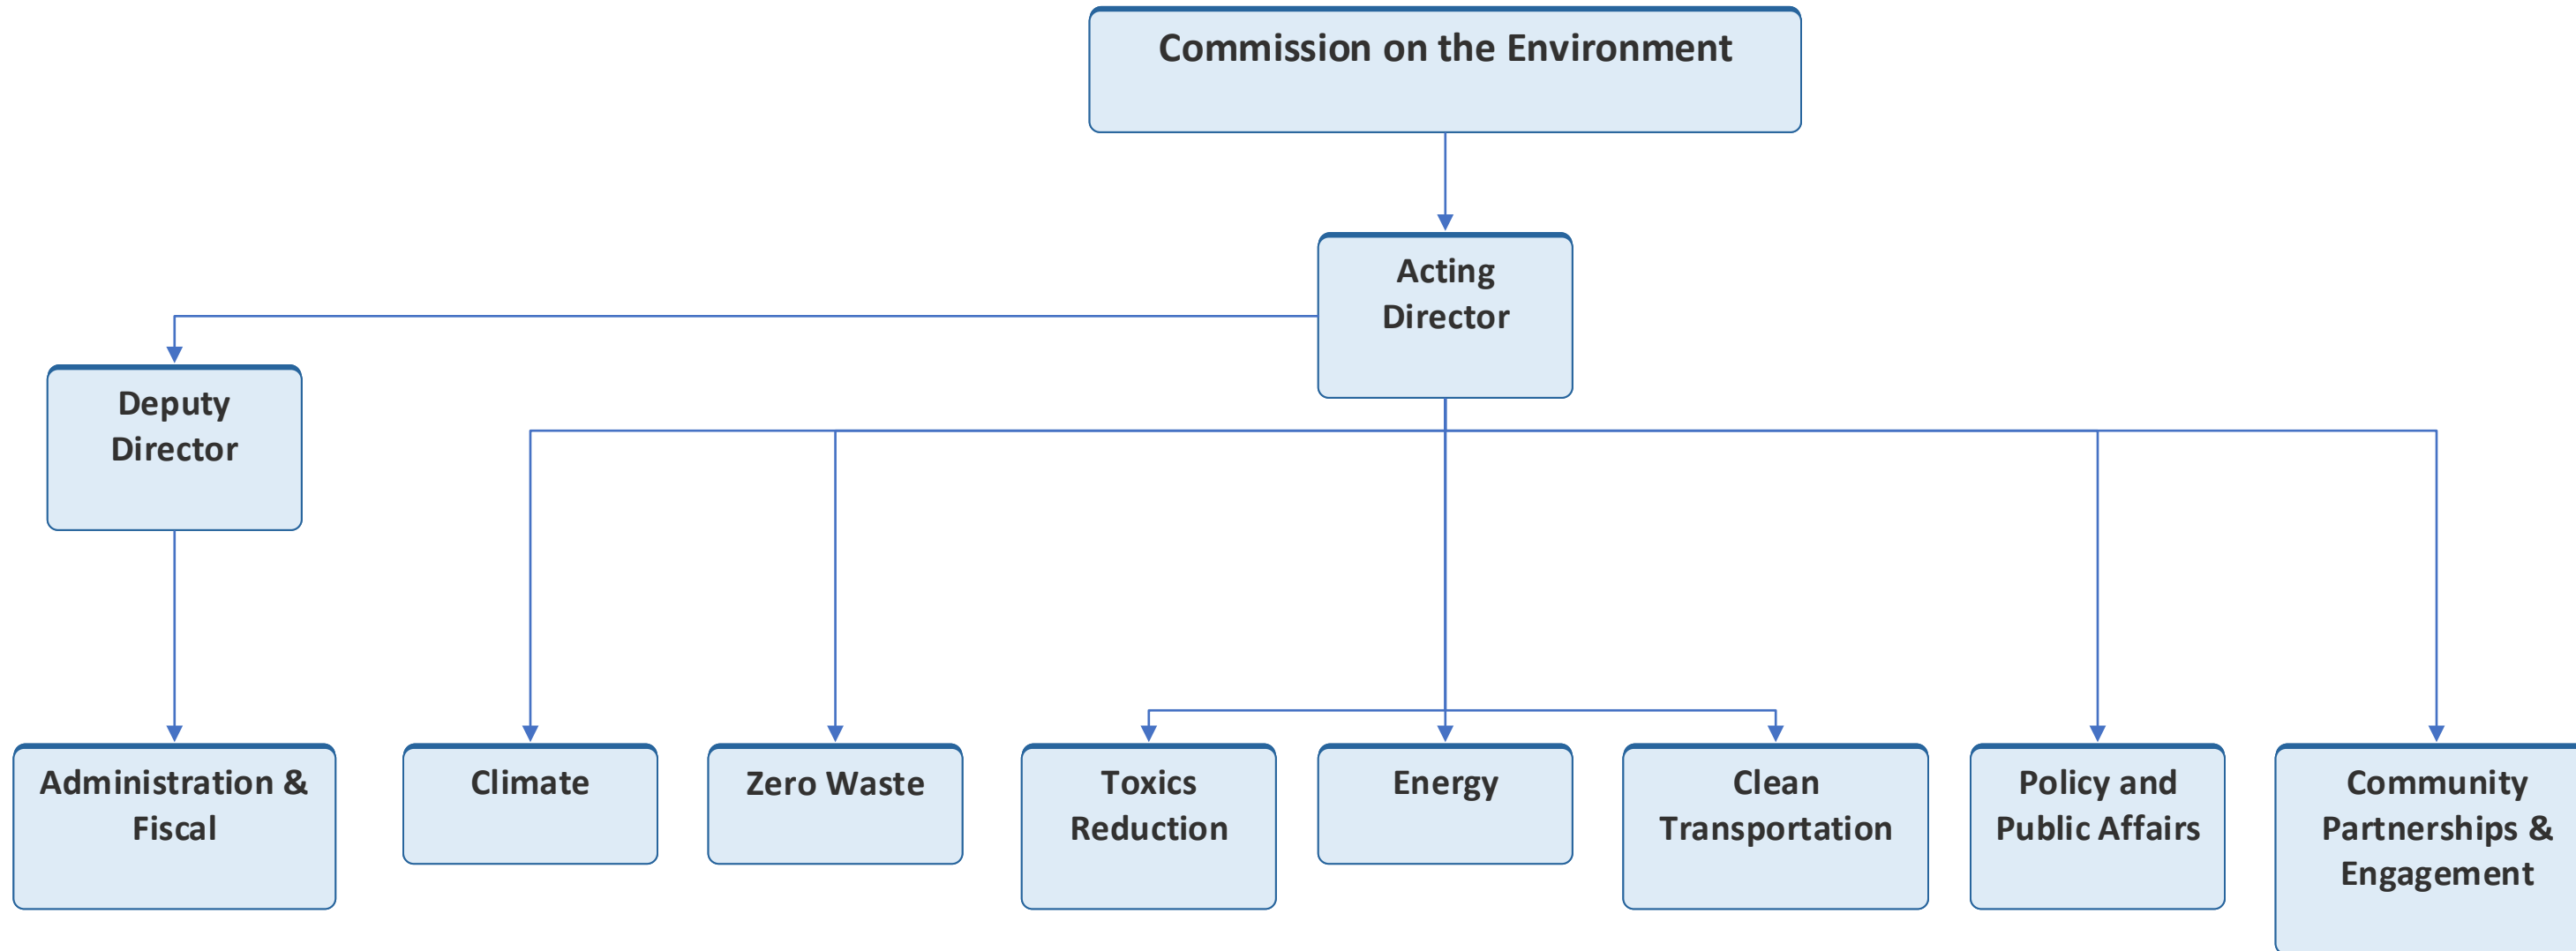 Commission on the Environment
Acting
Director
Deputy
Director
Administration &
Fiscal
Climate
Zero Waste
Toxics
Reduction
Energy
Clean
Transportation
Policy and
Public Affairs
Community
Partnerships &
Engagement